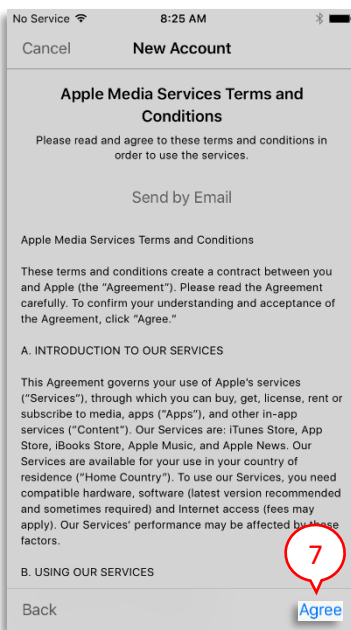 No Service 8:25 AM
Cancel New Account
Apple Media Services Terms and
Conditions
Please read and agree to these terms and conditions in
order to use the services.
Send by Email
Apple Media Services Terms and Conditions
These terms and conditions create a contract between you
and Apple (the “Agreement”). Please read the Agreement
carefully. To confirm your understanding and acceptance of
the Agreement, click “Agree.”
A. INTRODUCTION TO OUR SERVICES
This Agreement governs your use of Apple’s services
(“Services”), through which you can buy, get, license, rent or
subscribe to media, apps (“Apps”), and other in-app
services (“Content”). Our Services are: iTunes Store, App
Store, iBooks Store, Apple Music, and Apple News. Our
Services are available for your use in your country of
residence (“Home Country”). To use our Services, you need
compatible hardware, software (latest version recommended
and sometimes required) and Internet access (fees may
apply). Our Services’ performance may be affected by these
factors.
7
B. USING OUR SERVICES
Back Agree